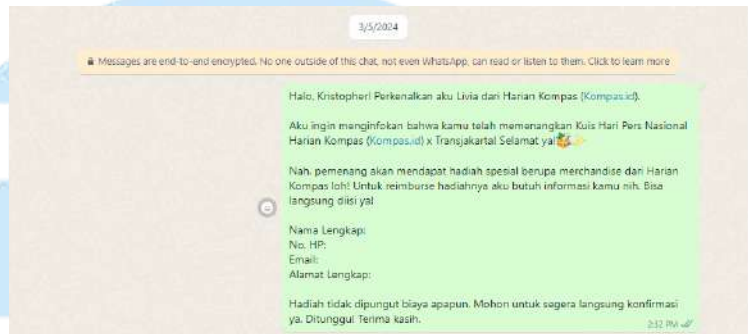 3/5/2024
Messages are end-to-end encrypted. No one outside of this chat, not even WhatsApp, can read or listen to them. Click to learn more
Halo, Kristopher! Perkenalkan aku Livia dari Harian Kompas (Kompas.id).
Aku ingin menginfokan bahwa kamu telah memenangkan Kuis Hari Pers Nasional
Harian Kompas (Kompas.id) x Transjakarta! Selamat ya!🥳✨
Nah, pemenang akan mendapat hadiah spesial berupa merchandise dari Harian
Kompas loh! Untuk reimburse hadiahnya aku butuh informasi kamu nih. Bisa
langsung diisi ya!
Nama Lengkap:
No. HP:
Email:
Alamat Lengkap:
Hadiah tidak dipungut biaya apapun. Mohon untuk segera langsung konfirmasi
ya. Ditunggu! Terima kasih.
2:32 PM